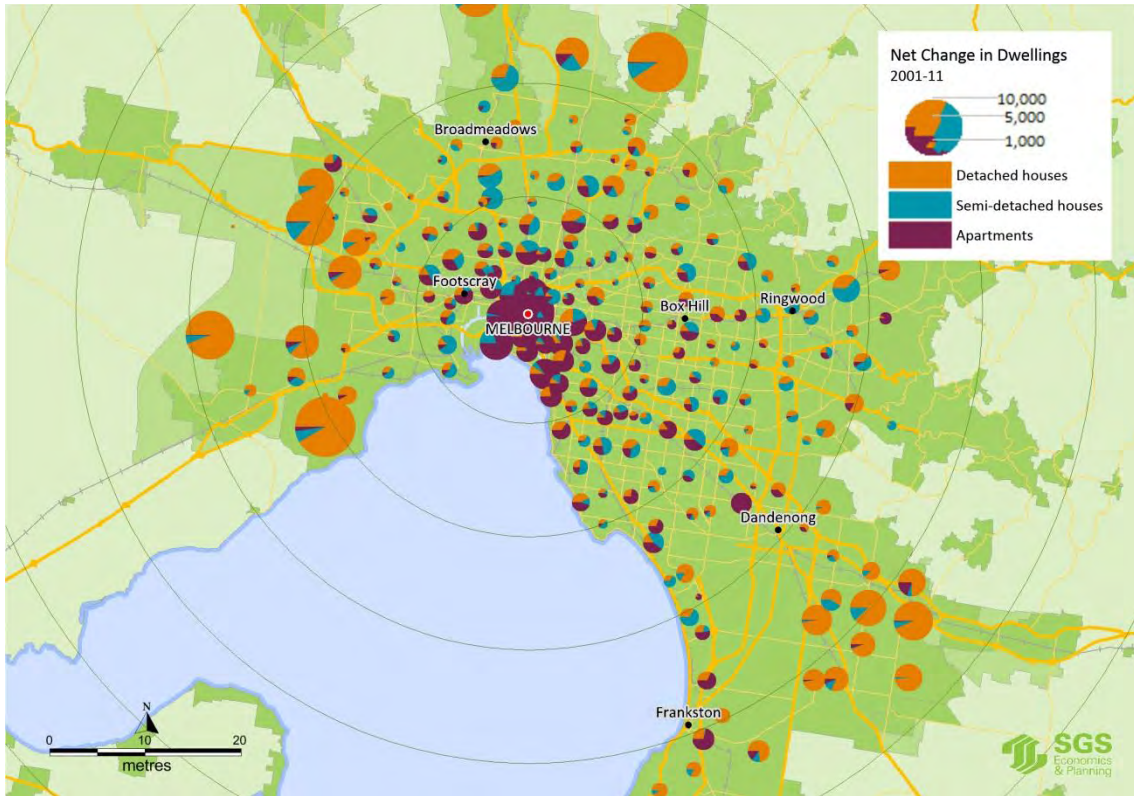 Net Change in Dwellings
2001-11
10,000
5,000
1,000
Detached houses
Semi-detached houses
Apartments
Broadmeadows
Footscray
MELBOURNE
Box Hill
Ringwood
Dandenong
Frankston
N
0 10 20
metres
SGS
Economics
& Planning